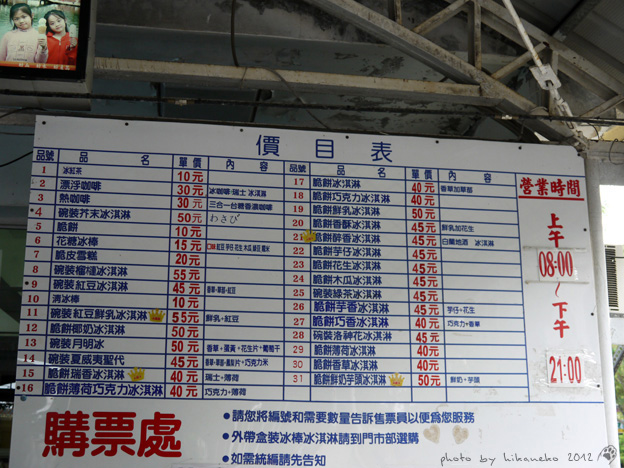 價目表
品號 品名 單價 內容
1 冰紅茶 10元
2 漂浮咖啡 30元 冰咖啡·瑞士 冰淇淋
3 熱咖啡 30元 三合一台糖香濃咖啡
*4 碗裝芥末冰淇淋 50元 わさび
5 脆餅 10元
6 花糖冰棒 15元
7 脆皮雪糕 20元
8 碗裝榴槤冰淇淋 55元
9 碗裝紅豆冰淇淋 45元 香草·草莓·紅豆
10 清冰棒 10元
11 碗裝紅豆鮮乳冰淇淋 55元 鮮乳·紅豆
12 脆餅椰奶冰淇淋 50元
13 碗裝月明冰 50元
14 碗裝夏威夷聖代 45元
15 脆餅瑞香冰淇淋 40元 瑞士·薄荷
*16 脆餅薄荷巧克力冰淇淋 40元 巧克力·薄荷
品號 品名 單價 內容
17 脆餅冰淇淋 40元 香草加草莓
18 脆餅巧克力冰淇淋 40元
19 脆餅鮮乳冰淇淋 50元
20 脆餅香酥冰淇淋 45元 鮮乳加花生
21 脆餅醉香冰淇淋 45元 白蘭地酒 冰淇淋
22 脆餅芋仔冰淇淋 45元
23 脆餅花生冰淇淋 45元
24 脆餅木瓜冰淇淋 45元
25 碗裝綠茶冰淇淋 45元
26 脆餅芋香冰淇淋 45元 芋仔+花生
27 脆餅巧香冰淇淋 40元 巧克力+香草
28 碗裝洛神花冰淇淋 45元
29 脆餅薄荷冰淇淋 40元
30 脆餅香草冰淇淋 40元
31 脆餅鮮奶芋頭冰淇淋 50元 鮮奶+芋頭
營業時間
上午
08:00
~
下午
21:00
購票處
•請您將編號和需要數量告訴售票員以便為您服務
•外帶盒裝冰棒冰淇淋請到門市部選購
•如需統編請先告知
photo by hikaneko 2012